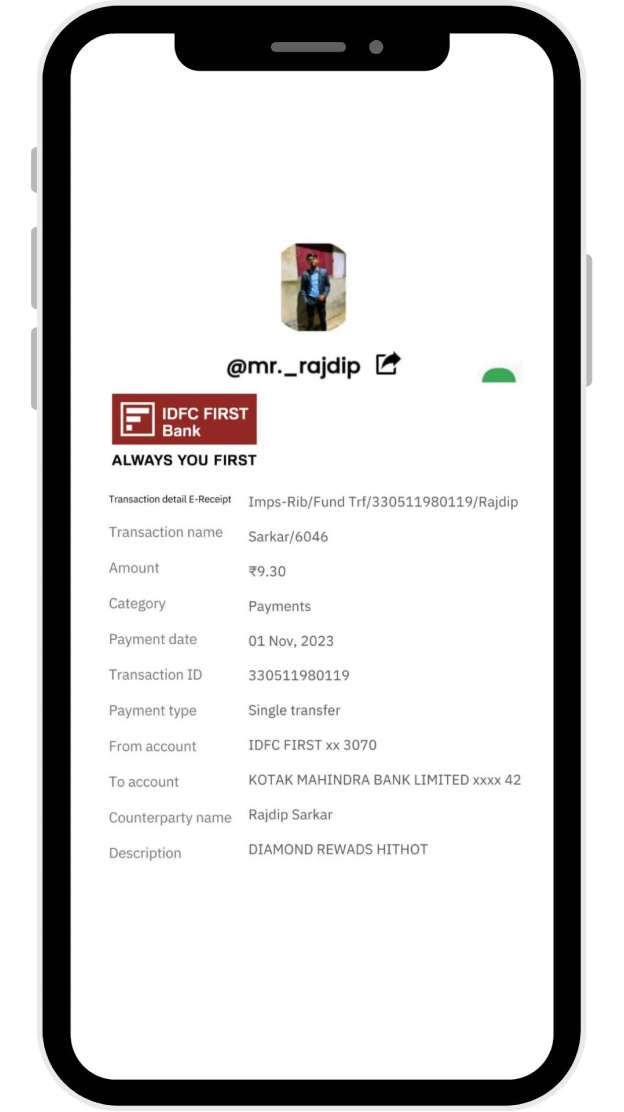 @mr._rajdip
IDFC FIRST
Bank
ALWAYS YOU FIRST
Transaction detail E-Receipt Imps-Rib/Fund Trf/330511980119/Rajdip
Transaction name Sarkar/6046
Amount ₹9.30
Category Payments
Payment date 01 Nov, 2023
Transaction ID 330511980119
Payment type Single transfer
From account IDFC FIRST xx 3070
To account KOTAK MAHINDRA BANK LIMITED xxxx 42
Counterparty name Rajdip Sarkar
Description DIAMOND REWADS HITHOT